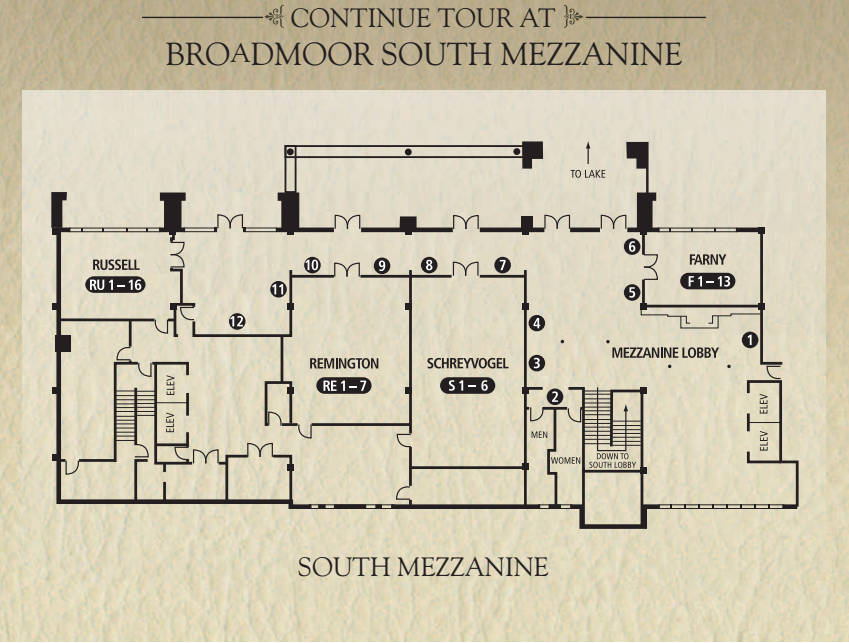 CONTINUE TOUR AT
BROADMOOR SOUTH MEZZANINE
TO LAKE
6
RUSSELL
RU 1 – 16
10
9
8
7
FARNY
F 1 – 13
11
5
12
4
1
REMINGTON
RE 1 – 7
SCHREYVOGEL
S 1 – 6
3
MEZZANINE LOBBY
ELEV
ELEV
2
ELEV
ELEV
MEN
WOMEN
DOWN TO
SOUTH LOBBY
SOUTH MEZZANINE